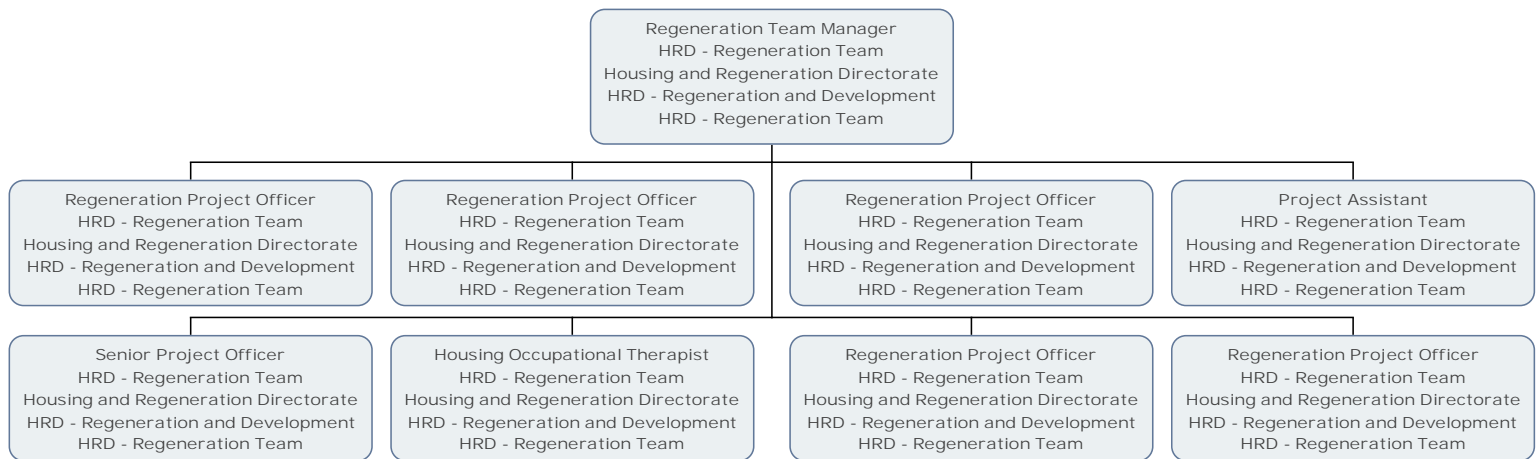 Regeneration Team Manager
HRD - Regeneration Team
Housing and Regeneration Directorate
HRD - Regeneration and Development
HRD - Regeneration Team
Regeneration Project Officer
HRD - Regeneration Team
Housing and Regeneration Directorate
HRD - Regeneration and Development
HRD - Regeneration Team
Regeneration Project Officer
HRD - Regeneration Team
Housing and Regeneration Directorate
HRD - Regeneration and Development
HRD - Regeneration Team
Regeneration Project Officer
HRD - Regeneration Team
Housing and Regeneration Directorate
HRD - Regeneration and Development
HRD - Regeneration Team
Project Assistant
HRD - Regeneration Team
Housing and Regeneration Directorate
HRD - Regeneration and Development
HRD - Regeneration Team
Senior Project Officer
HRD - Regeneration Team
Housing and Regeneration Directorate
HRD - Regeneration and Development
HRD - Regeneration Team
Housing Occupational Therapist
HRD - Regeneration Team
Housing and Regeneration Directorate
HRD - Regeneration and Development
HRD - Regeneration Team
Regeneration Project Officer
HRD - Regeneration Team
Housing and Regeneration Directorate
HRD - Regeneration and Development
HRD - Regeneration Team
Regeneration Project Officer
HRD - Regeneration Team
Housing and Regeneration Directorate
HRD - Regeneration and Development
HRD - Regeneration Team